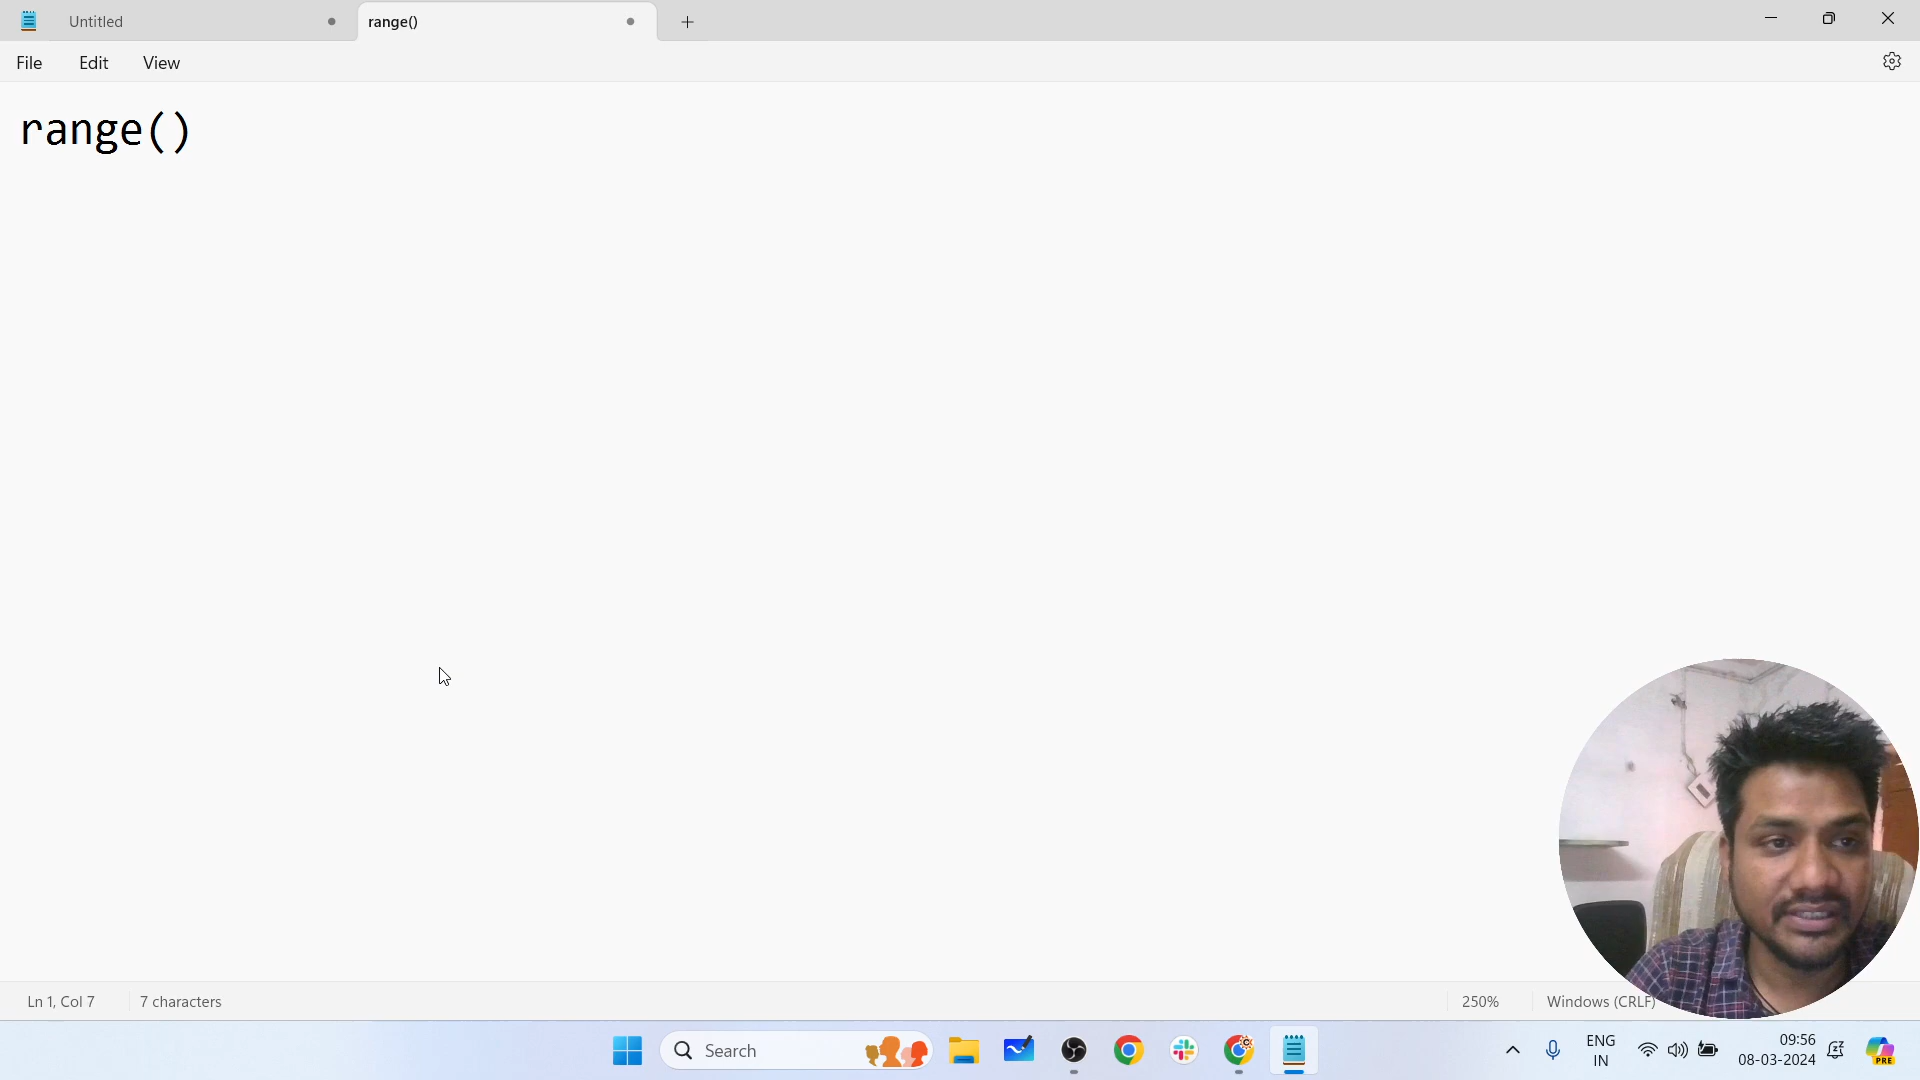 Untitled
range()
File Edit View
range()
Ln 1, Col 7
7 characters
250%
Windows (CRLF)
Search
ENG
IN
09:56
08-03-2024
PRE